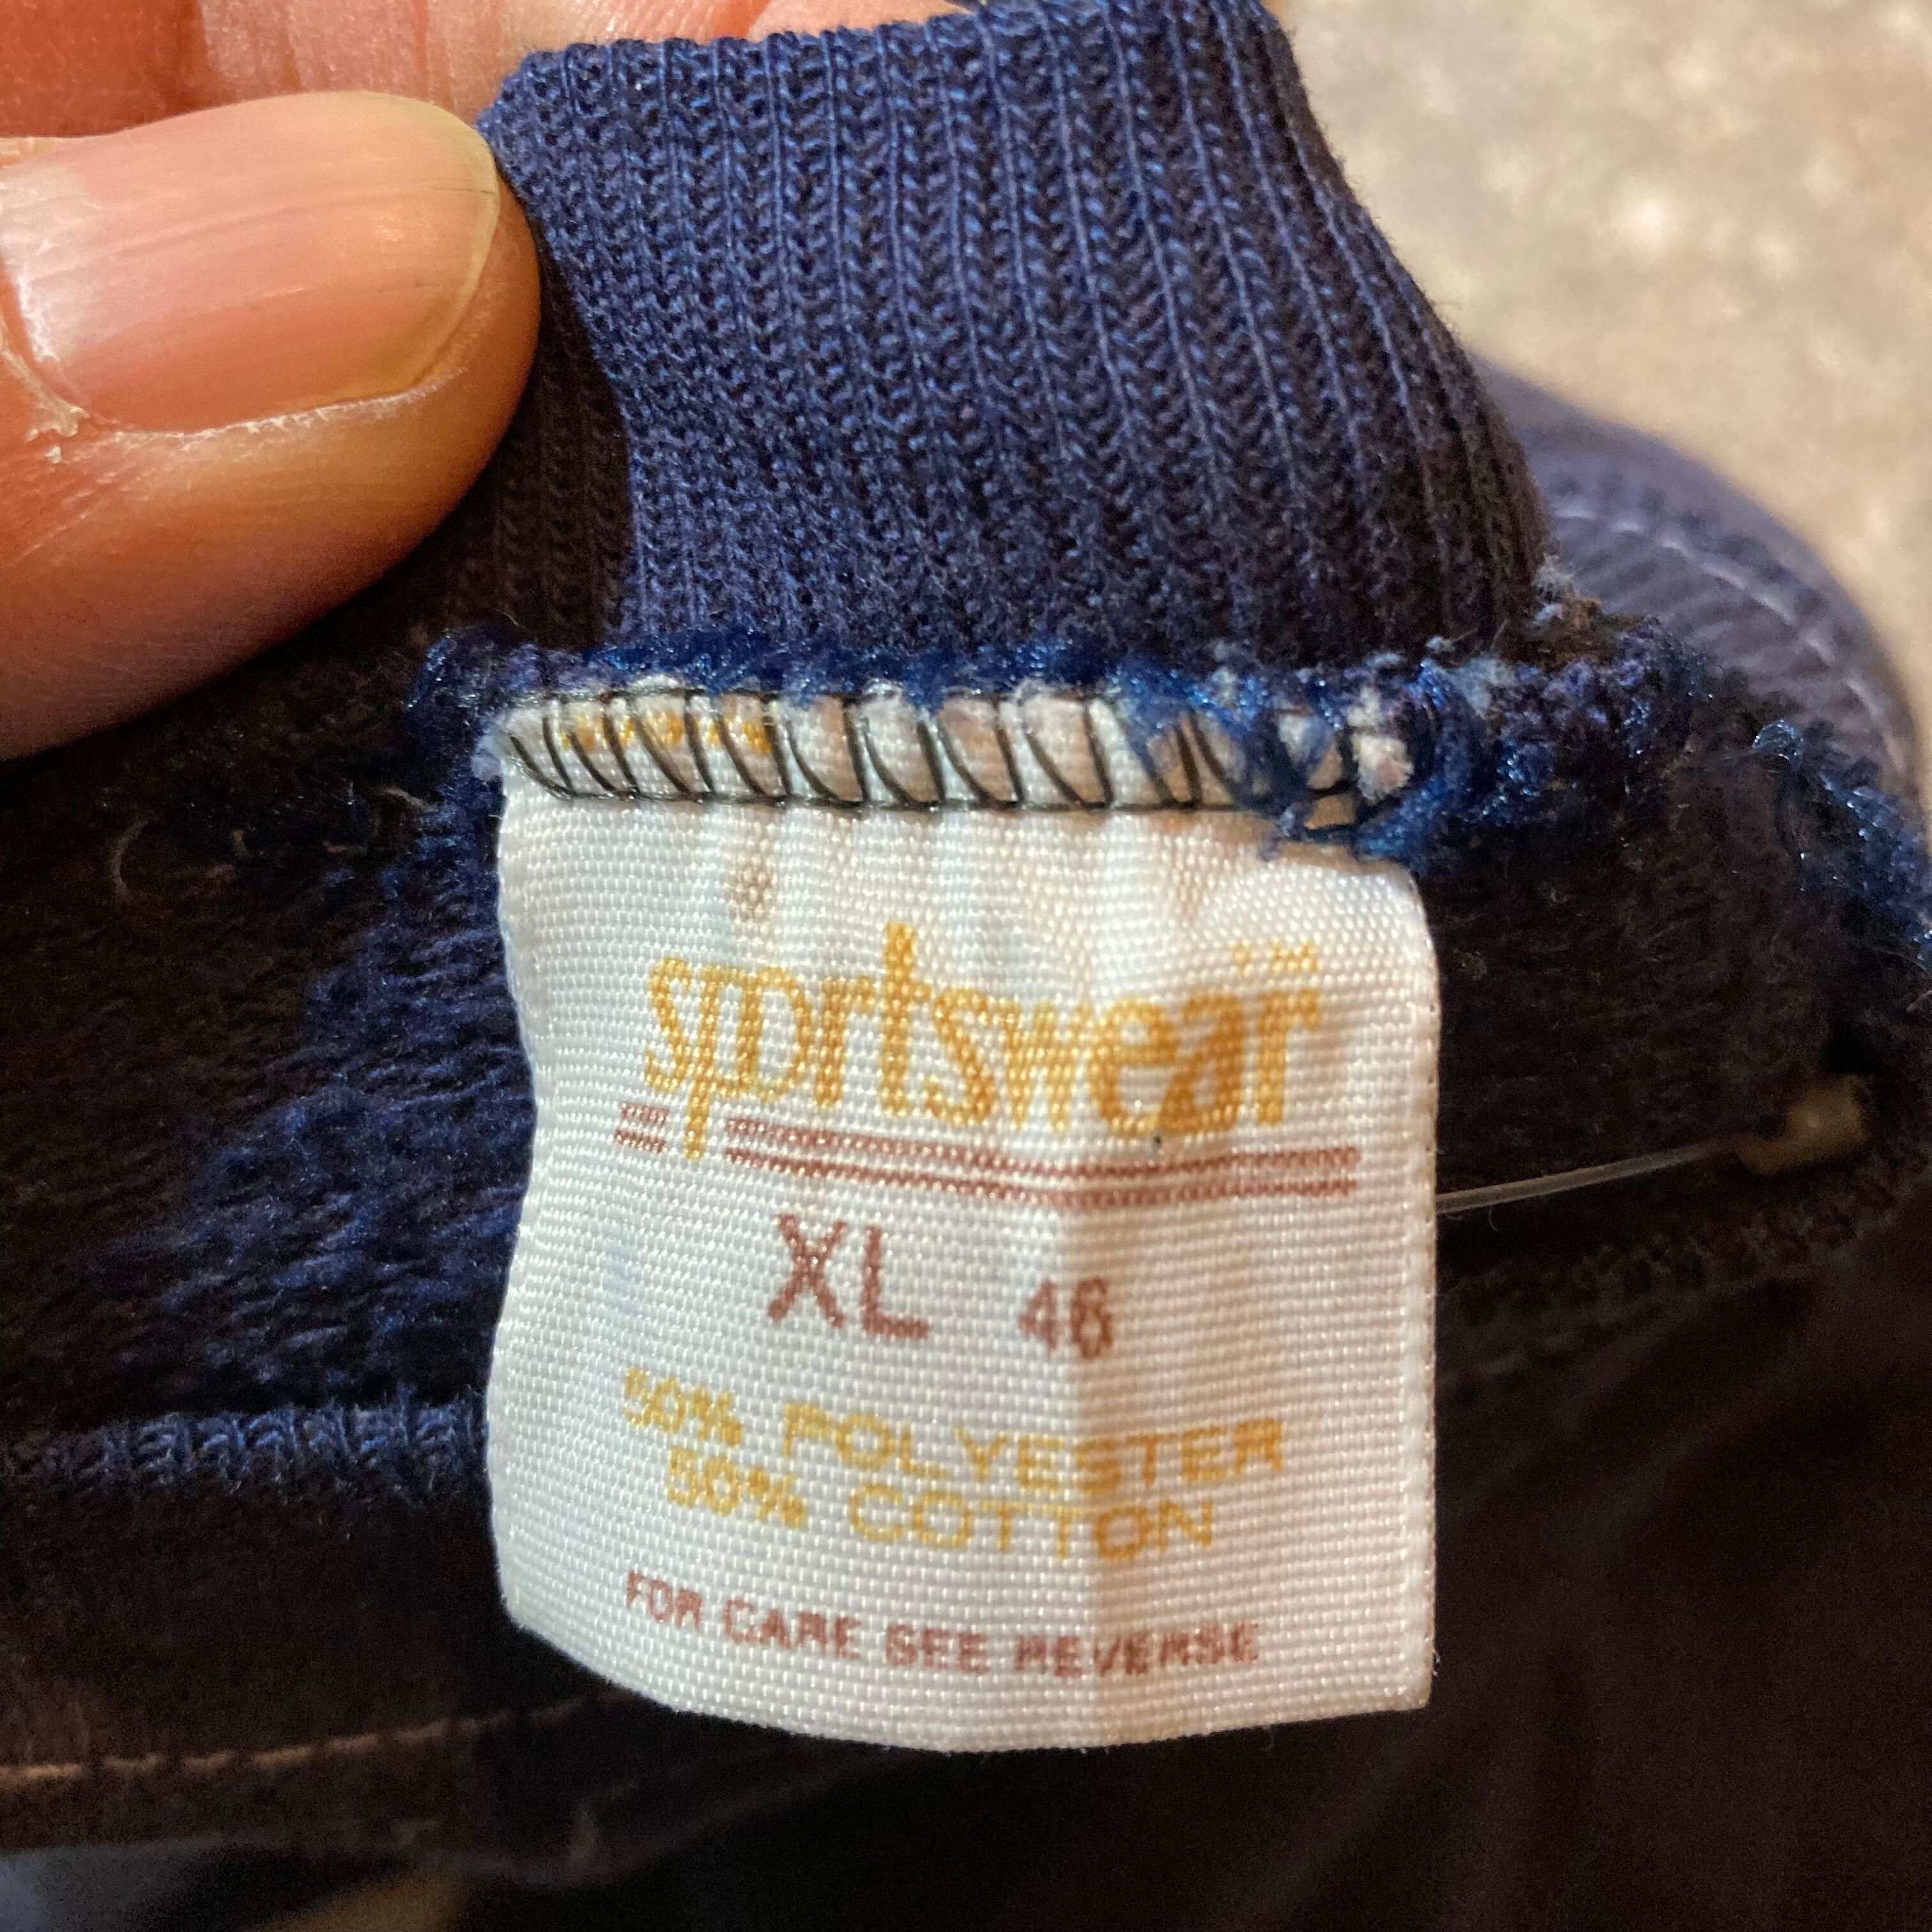 sportswear™
XL 46
50% POLYESTER
50% COTTON
FOR CARE SEE REVERSE